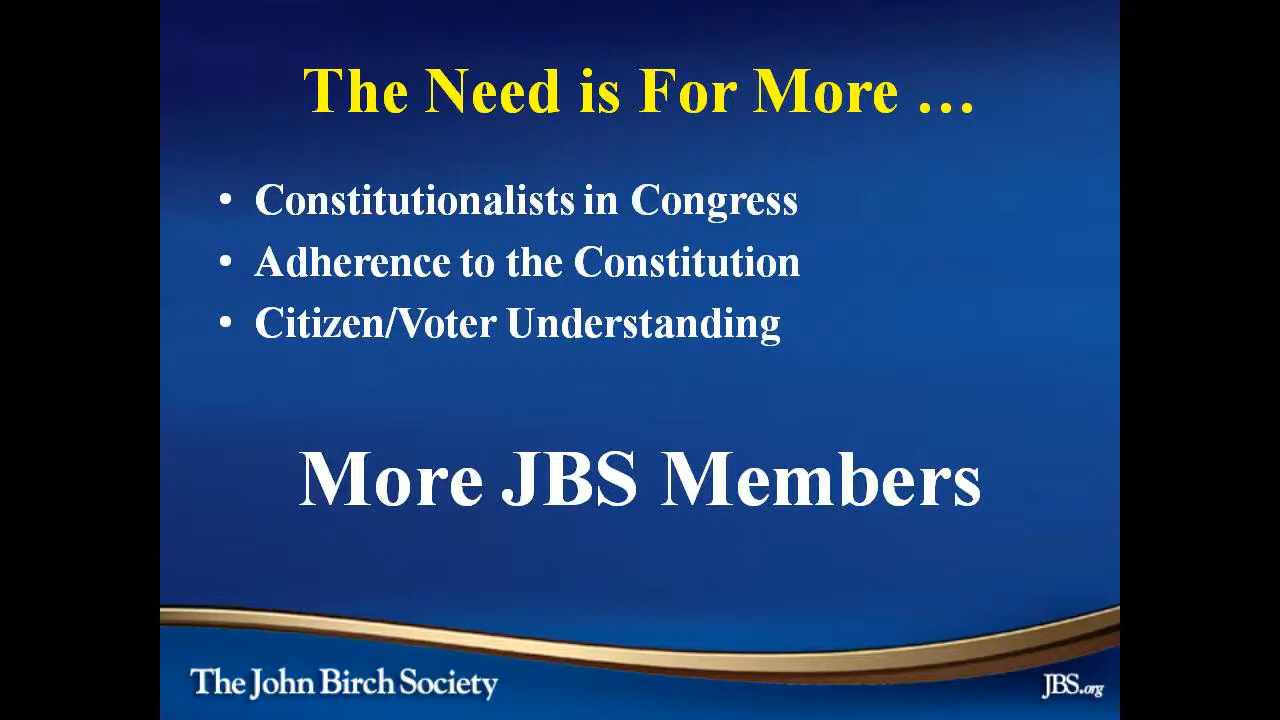 The Need is For More …
• Constitutionalists in Congress
• Adherence to the Constitution
• Citizen/Voter Understanding
More JBS Members
The John Birch Society
JBS.org